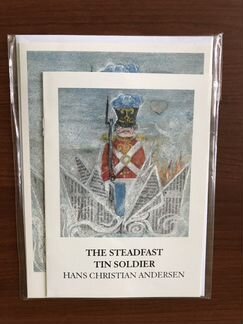 THE STEADFAST
TIN SOLDIER
HANS CHRISTIAN ANDERSEN